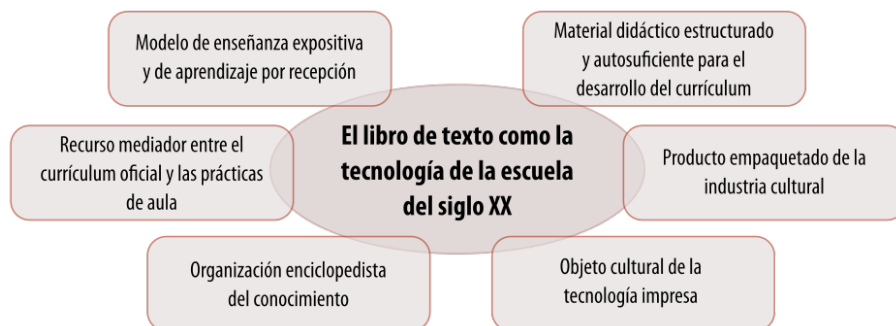 Modelo de enseñanza expositiva
y de aprendizaje por recepción
Material didáctico estructurado
y autosuficiente para el
desarrollo del currículum
Recurso mediador entre el
currículum oficial y las prácticas
de aula
El libro de texto como la
tecnología de la escuela
del siglo XX
Producto empaquetado de la
industria cultural
Organización enciclopedista
del conocimiento
Objeto cultural de la
tecnología impresa